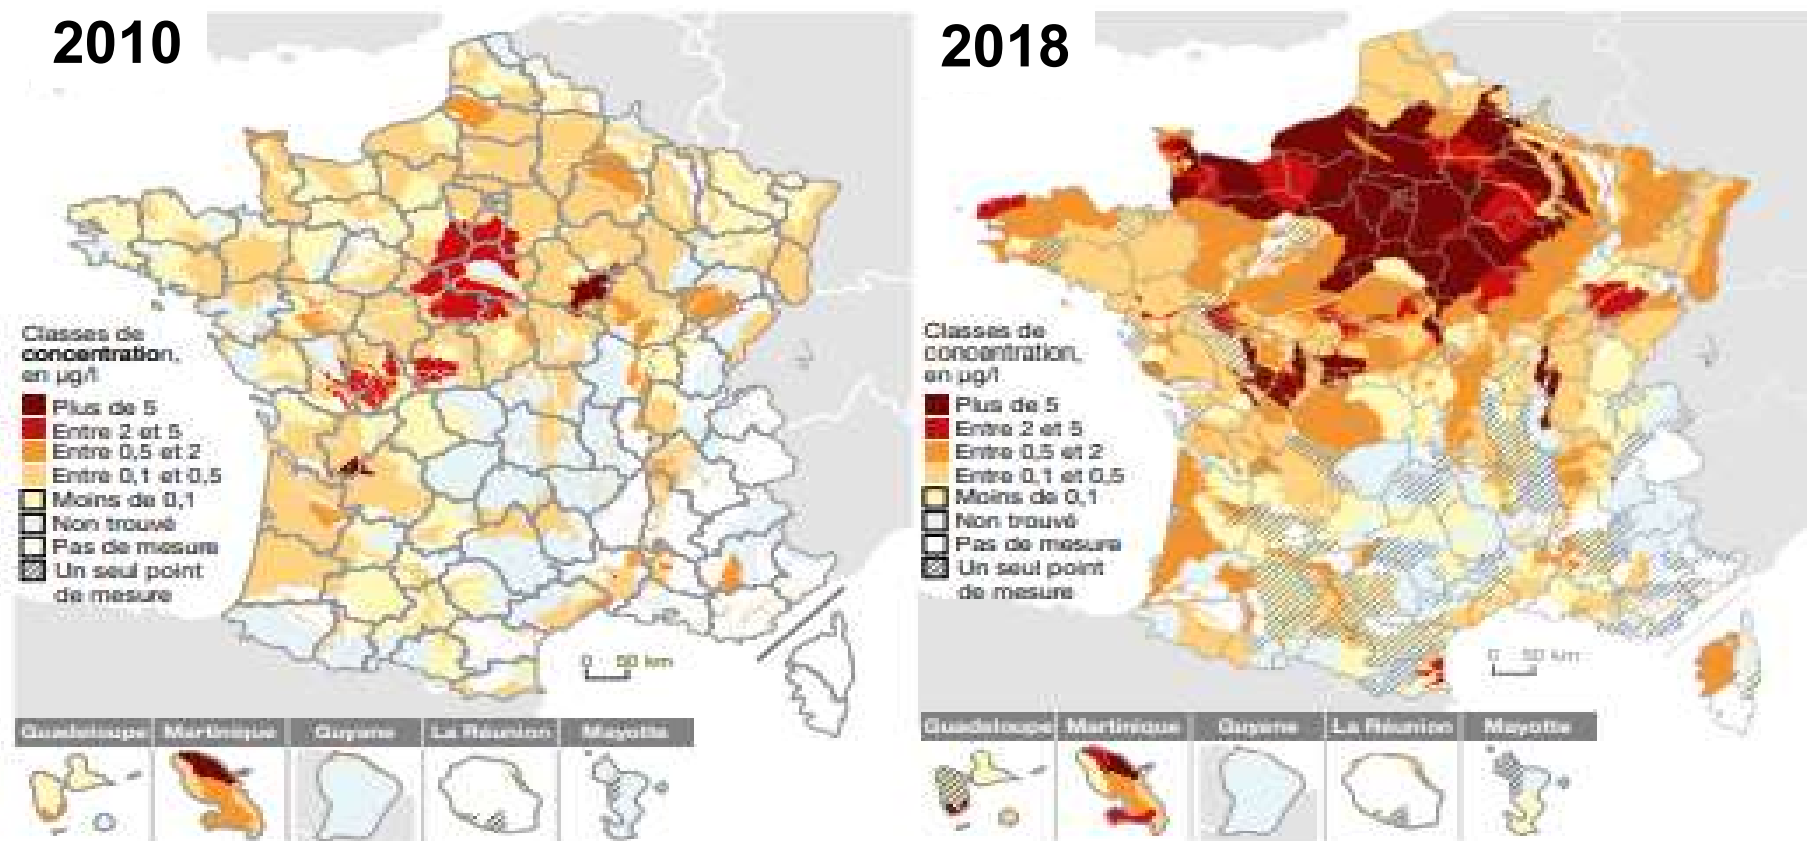 2010
Classes de
concentration,
en µg/l
Plus de 5
Entre 2 et 5
Entre 0,5 et 2
Entre 0,1 et 0,5
Moins de 0,1
Non trouvé
Pas de mesure
Un seul point
de mesure
0 50 km
Guadeloupe Martinique Guyane La Réunion Mayotte
2018
Classes de
concentration,
en µg/l
Plus de 5
Entre 2 et 5
Entre 0,5 et 2
Entre 0,1 et 0,5
Moins de 0,1
Non trouvé
Pas de mesure
Un seul point
de mesure
0 50 km
Guadeloupe Martinique Guyane La Réunion Mayotte